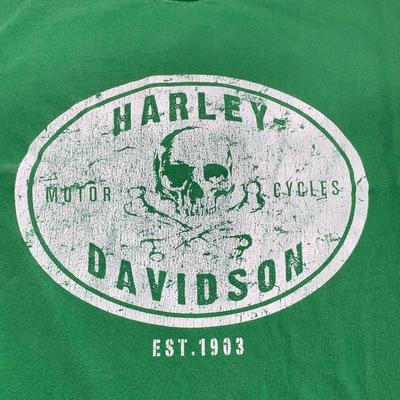 HARLEY-
MOTOR CYCLES
DAVIDSON
EST.1903